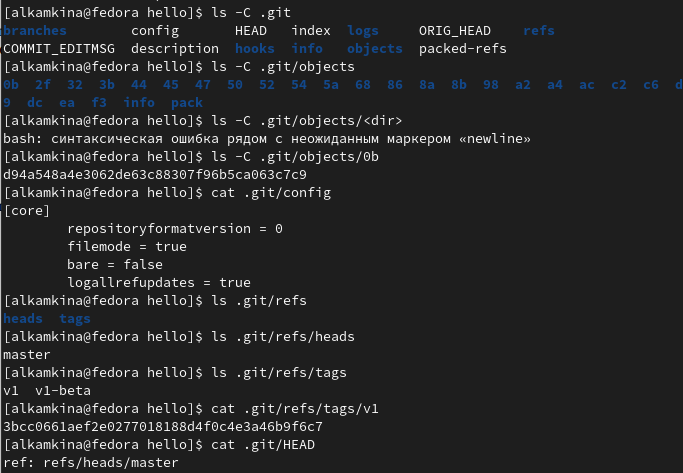 [alkamkina@fedora hello]$ ls -C .git
branches config HEAD index logs ORIG_HEAD refs
COMMIT_EDITMSG description hooks info objects packed-refs
[alkamkina@fedora hello]$ ls -C .git/objects
0b 2f 32 3b 44 45 47 50 52 54 5f 68 86 8a 8b 98 a2 a4 ac c2 c6 d
9 dc ea f3 info pack
[alkamkina@fedora hello]$ ls -C .git/objects/<dir>
bash: синтаксическая ошибка рядом с неожиданным маркером «newline»
[alkamkina@fedora hello]$ ls -C .git/objects/0b
d94a548a4e3062de63c88307f96b5ca063c7c9
[alkamkina@fedora hello]$ cat .git/config
[core]
repositoryformatversion = 0
filemode = true
bare = false
logallrefupdates = true
[alkamkina@fedora hello]$ ls .git/refs
heads tags
[alkamkina@fedora hello]$ ls .git/refs/heads
master
[alkamkina@fedora hello]$ ls .git/refs/tags
v1 v1-beta
[alkamkina@fedora hello]$ cat .git/refs/tags/v1
3bcc0661aef2e0277018188d4f0c4e3a46b9f6c7
[alkamkina@fedora hello]$ cat .git/HEAD
ref: refs/heads/master